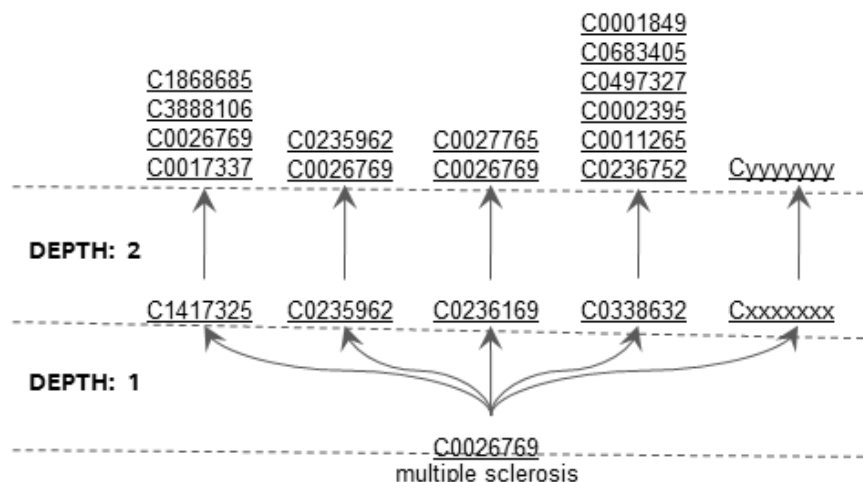 C0001849
C0683405
C1868685 C0497327
C3888106 C0002395
C0026769 C0235962 C0027765 C0011265
C0017337 C0026769 C0026769 C0236752 Cyyyyyyy
DEPTH: 2
C1417325 C0235962 C0236169 C0338632 Cxxxxxxx
DEPTH: 1
C0026769
multiple sclerosis